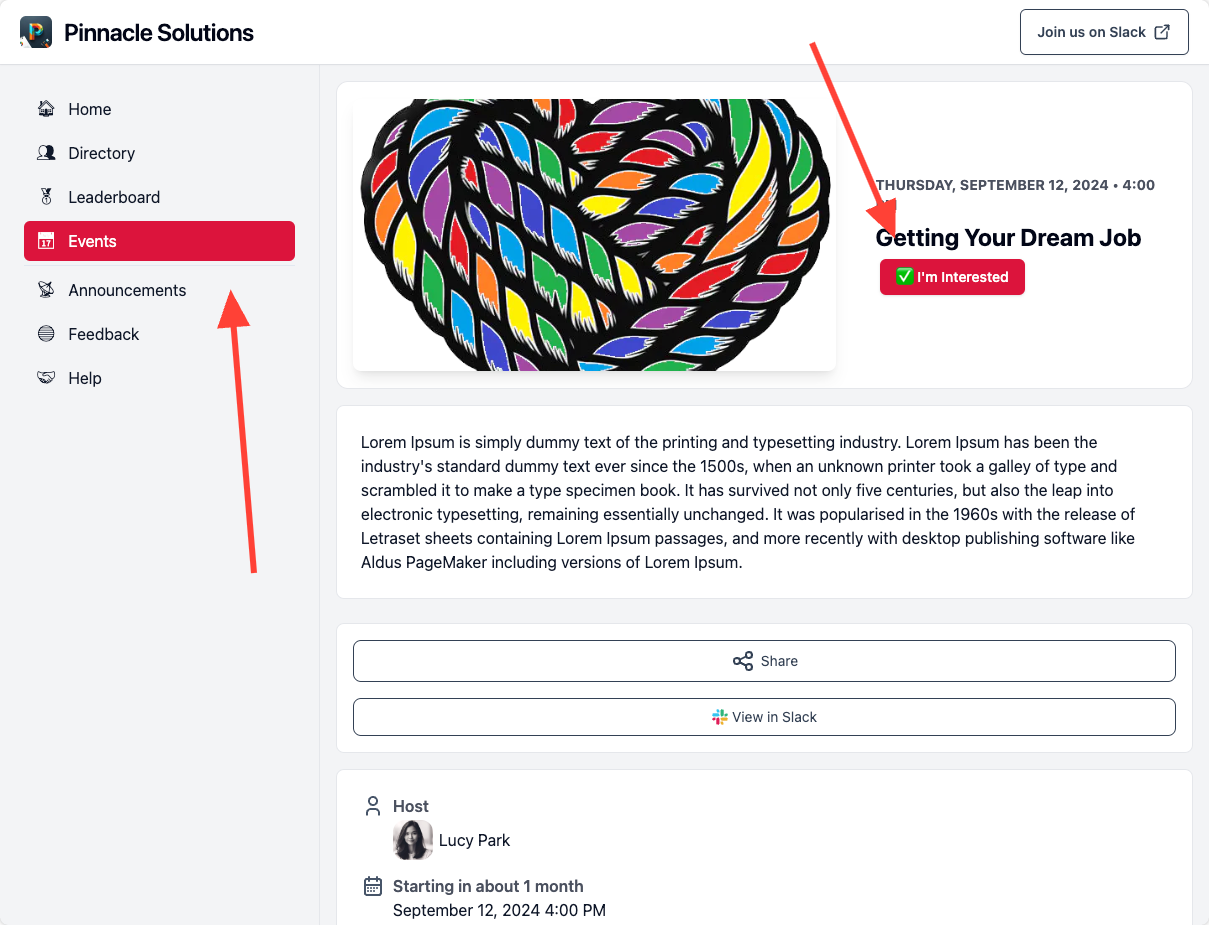 Pinnacle Solutions
Join us on Slack
Home
Directory
Leaderboard
17
Events
Announcements
Feedback
Help
THURSDAY, SEPTEMBER 12, 2024 • 4:00
Getting Your Dream Job
✅ I'm Interested
Lorem Ipsum is simply dummy text of the printing and typesetting industry. Lorem Ipsum has been the
industry's standard dummy text ever since the 1500s, when an unknown printer took a galley of type and
scrambled it to make a type specimen book. It has survived not only five centuries, but also the leap into
electronic typesetting, remaining essentially unchanged. It was popularised in the 1960s with the release of
Letraset sheets containing Lorem Ipsum passages, and more recently with desktop publishing software like
Aldus PageMaker including versions of Lorem Ipsum.
Share
View in Slack
Host
Lucy Park
Starting in about 1 month
September 12, 2024 4:00 PM